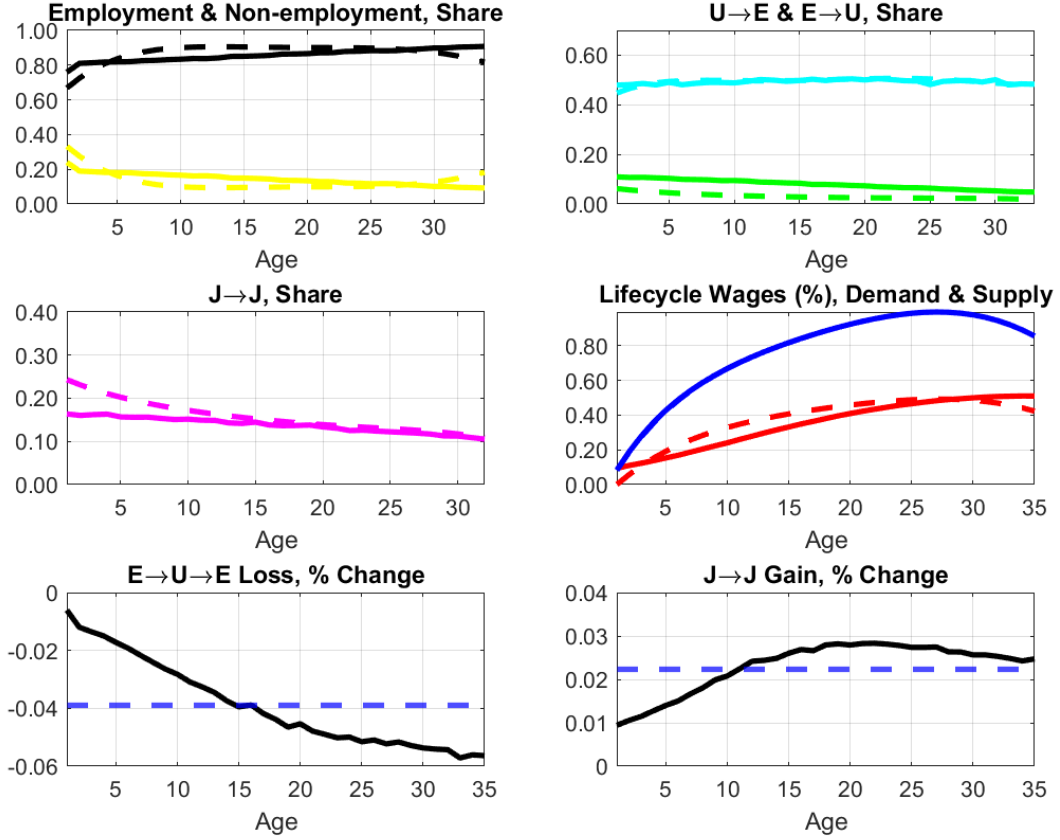 Employment & Non-employment, Share
1.00
0.80
0.60
0.40
0.20
0.00
5 10 15 20 25 30
Age
U→E & E→U, Share
0.60
0.40
0.20
0.00
5 10 15 20 25 30
Age
J→J, Share
0.40
0.30
0.20
0.10
0.00
5 10 15 20 25 30
Age
Lifecycle Wages (%), Demand & Supply
0.80
0.60
0.40
0.20
0.00
5 10 15 20 25 30 35
Age
E→U→E Loss, % Change
0
-0.02
-0.04
-0.06
5 10 15 20 25 30 35
Age
J→J Gain, % Change
0.04
0.03
0.02
0.01
0
5 10 15 20 25 30 35
Age